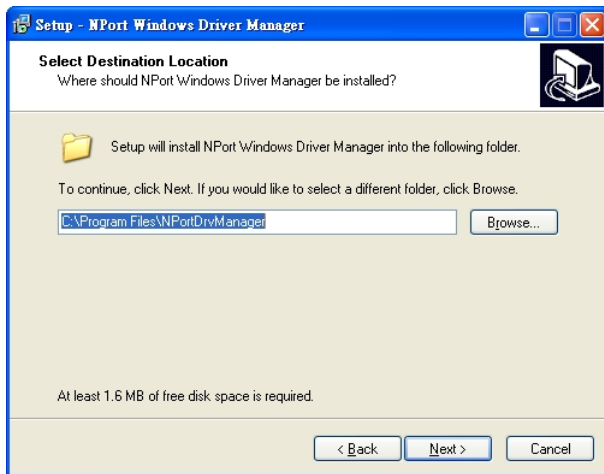 Setup - NPort Windows Driver Manager
Select Destination Location
Where should NPort Windows Driver Manager be installed?
Setup will install NPort Windows Driver Manager into the following folder.
To continue, click Next. If you would like to select a different folder, click Browse.
C:\Program Files\NPortDrvManager
Browse...
At least 1.6 MB of free disk space is required.
< Back
Next >
Cancel